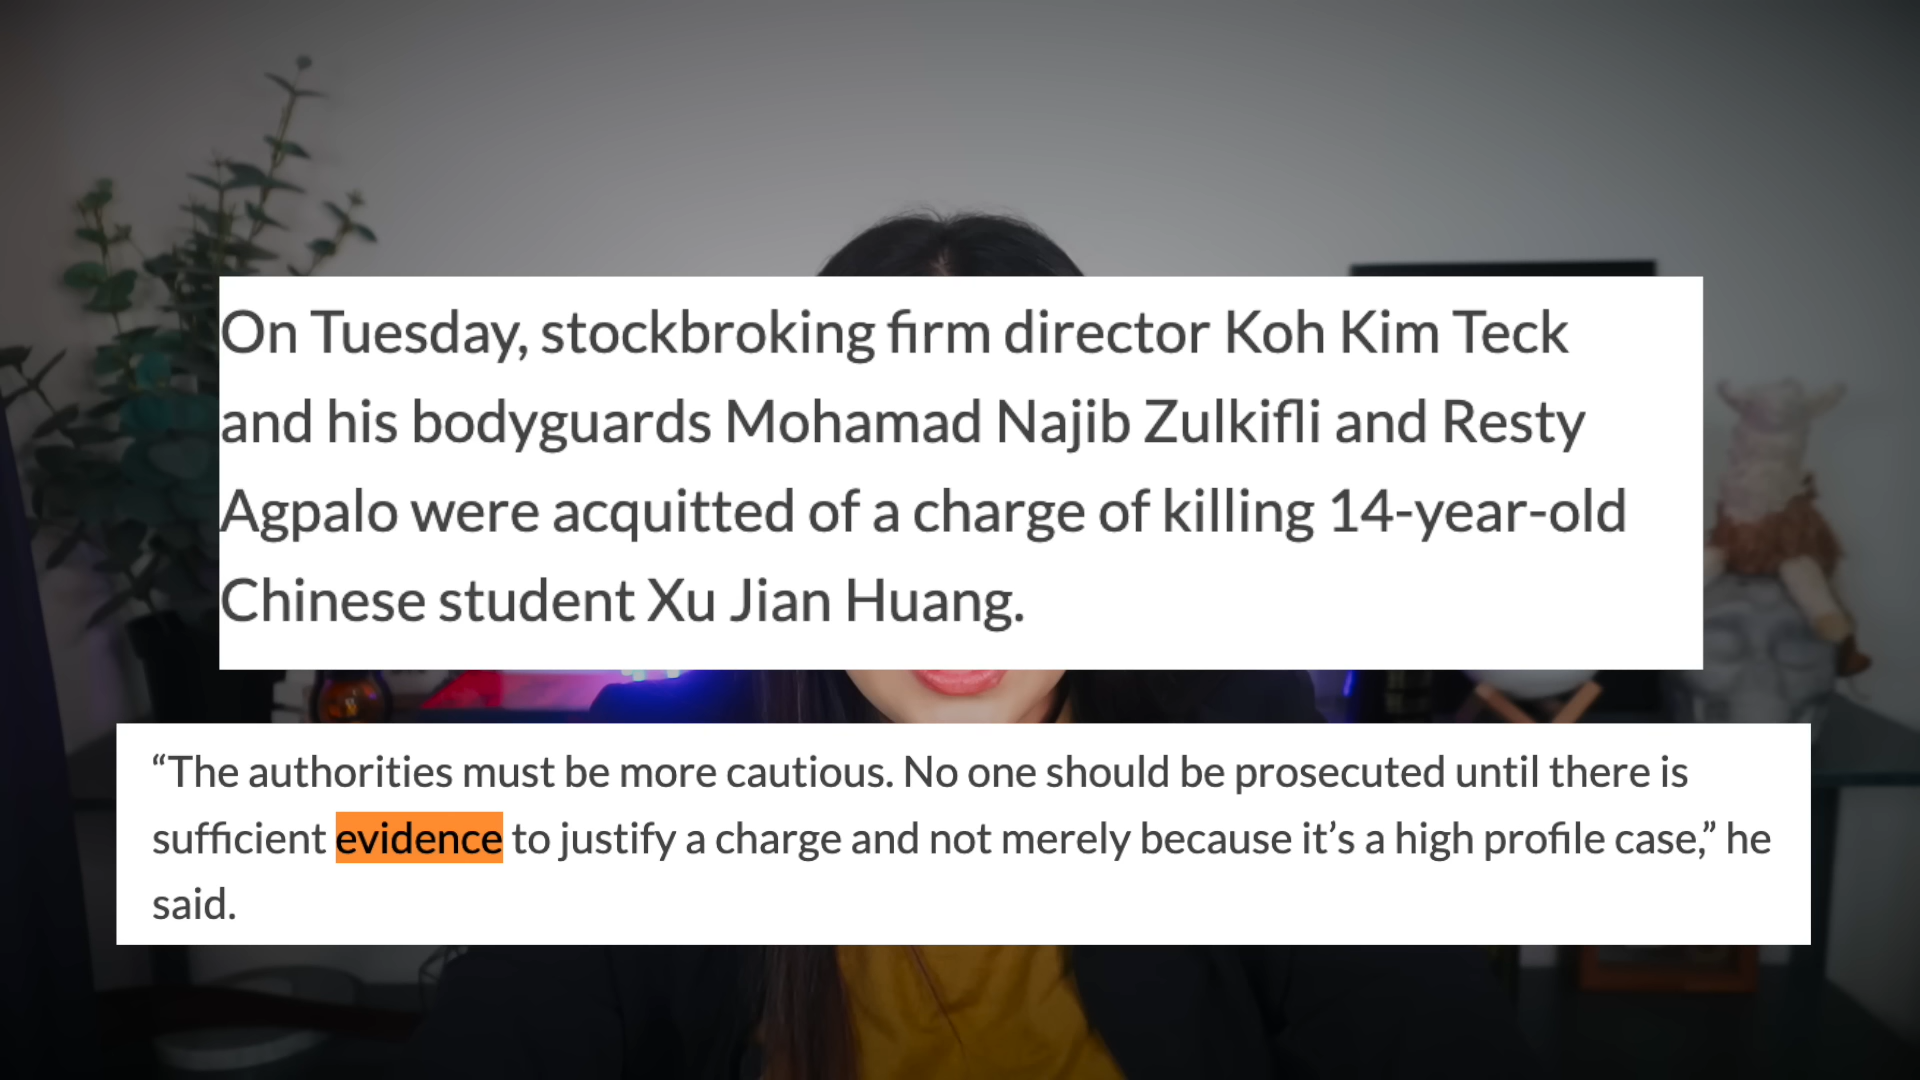 On Tuesday, stockbroking firm director Koh Kim Teck
and his bodyguards Mohamad Najib Zulkifli and Resty
Agpalo were acquitted of a charge of killing 14-year-old
Chinese student Xu Jian Huang.
“The authorities must be more cautious. No one should be prosecuted until there is
sufficient evidence to justify a charge and not merely because it’s a high profile case,” he
said.